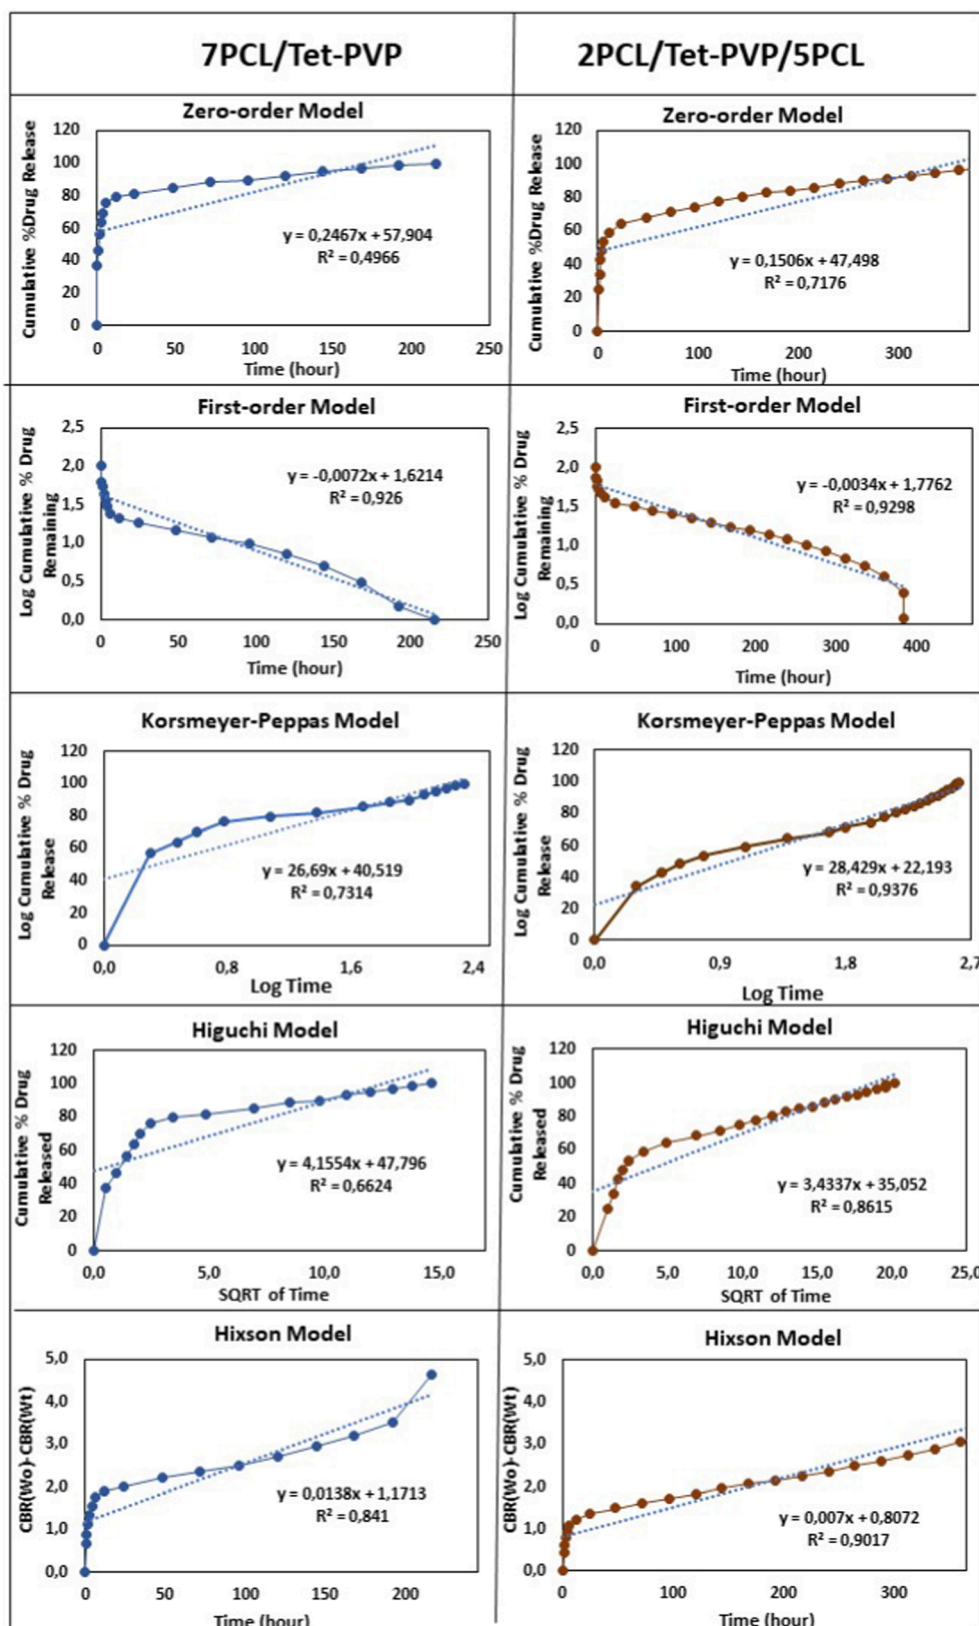 7PCL/Tet-PVP
2PCL/Tet-PVP/5PCL
Zero-order Model
Cumulative %Drug Release
120
100
80
60
40
20
0
y = 0,2467x + 57,904
R² = 0,4966
0 50 100 150 200 250
Time (hour)
Zero-order Model
Cumulative %Drug Release
120
100
80
60
40
20
0
y = 0,1506x + 47,498
R² = 0,7176
0 100 200 300
Time (hour)
First-order Model
Log Cumulative % Drug
Remaining
2,5
2,0
1,5
1,0
0,5
0,0
y = -0,0072x + 1,6214
R² = 0,926
0 50 100 150 200 250
Time (hour)
First-order Model
Log Cumulative % Drug
Remaining
2,5
2,0
1,5
1,0
0,5
0,0
y = -0,0034x + 1,7762
R² = 0,9298
0 100 200 300 400
Time (hour)
Korsmeyer-Peppas Model
Log Cumulative % Drug
Release
120
100
80
60
40
20
0
y = 26,69x + 40,519
R² = 0,7314
0,0 0,8 1,6 2,4
Log Time
Korsmeyer-Peppas Model
Log Cumulative % Drug
Release
120
100
80
60
40
20
0
y = 28,429x + 22,193
R² = 0,9376
0,0 0,9 1,8 2,7
Log Time
Higuchi Model
Cumulative % Drug
Released
120
100
80
60
40
20
0
y = 4,1554x + 47,796
R² = 0,6624
0,0 5,0 10,0 15,0
SQRT of Time
Higuchi Model
Cumulative % Drug
Released
120
100
80
60
40
20
0
y = 3,4337x + 35,052
R² = 0,8615
0,0 5,0 10,0 15,0 20,0 25,0
SQRT of Time
Hixson Model
CBR(Wo)-CBR(Wt)
5,0
4,0
3,0
2,0
1,0
0,0
y = 0,0138x + 1,1713
R² = 0,841
0 100 200
Time (hour)
Hixson Model
CBR(Wo)-CBR(Wt)
5,0
4,0
3,0
2,0
1,0
0,0
y = 0,007x + 0,8072
R² = 0,9017
0 100 200 300
Time (hour)